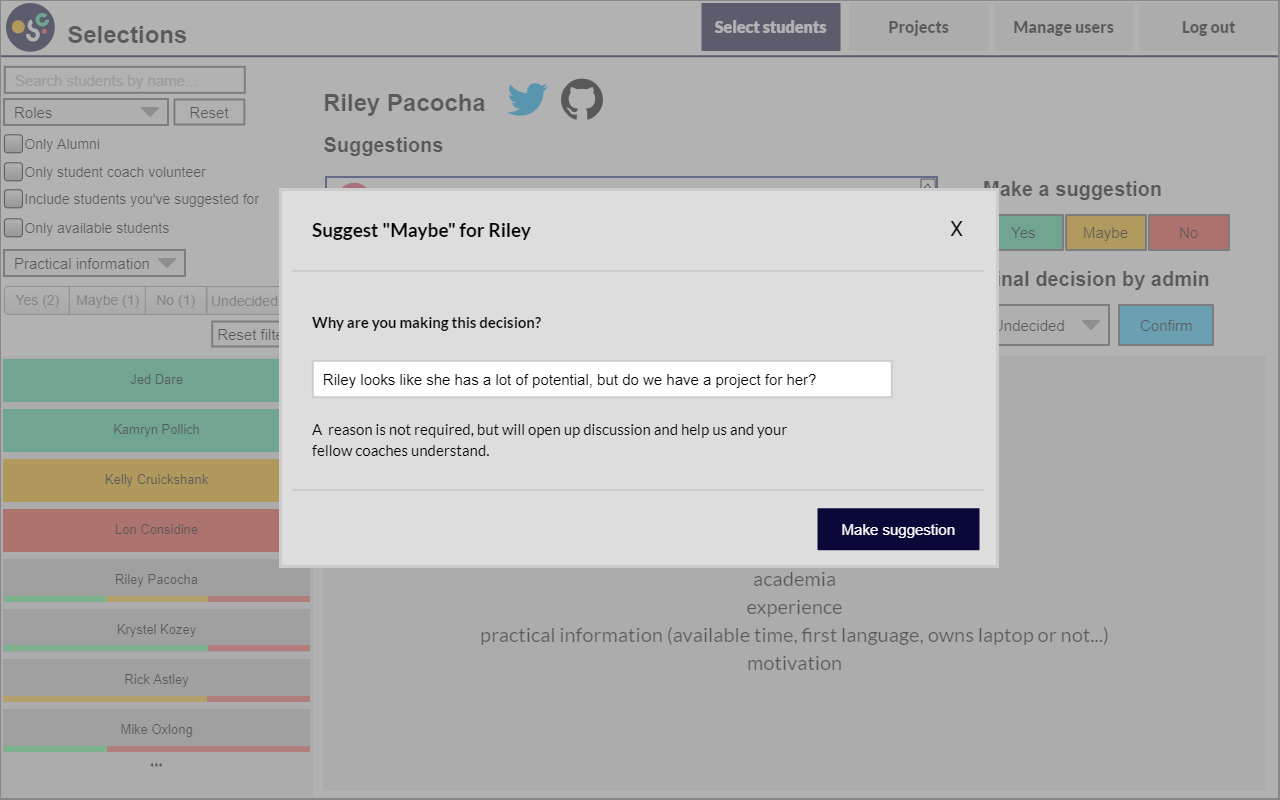 OSC
Selections
Select students
Projects
Manage users
Log out
Search students by name...
Roles
Reset
Only Alumni
Only student coach volunteer
Include students you've suggested for
Only available students
Practical information
Yes (2)
Maybe (1)
No (1)
Undecided
Reset filte
Jed Dare
Kamryn Pollich
Kelly Cruickshank
Lon Considine
Riley Pacocha
Krystel Kozey
Rick Astley
Mike Oxlong
...
Riley Pacocha
Suggestions
Make a suggestion
Yes
Maybe
No
inal decision by admin
Undecided
Confirm
Suggest "Maybe" for Riley
X
Why are you making this decision?
Riley looks like she has a lot of potential, but do we have a project for her?
A reason is not required, but will open up discussion and help us and your
fellow coaches understand.
Make suggestion
academia
experience
practical information (available time, first language, owns laptop or not...)
motivation